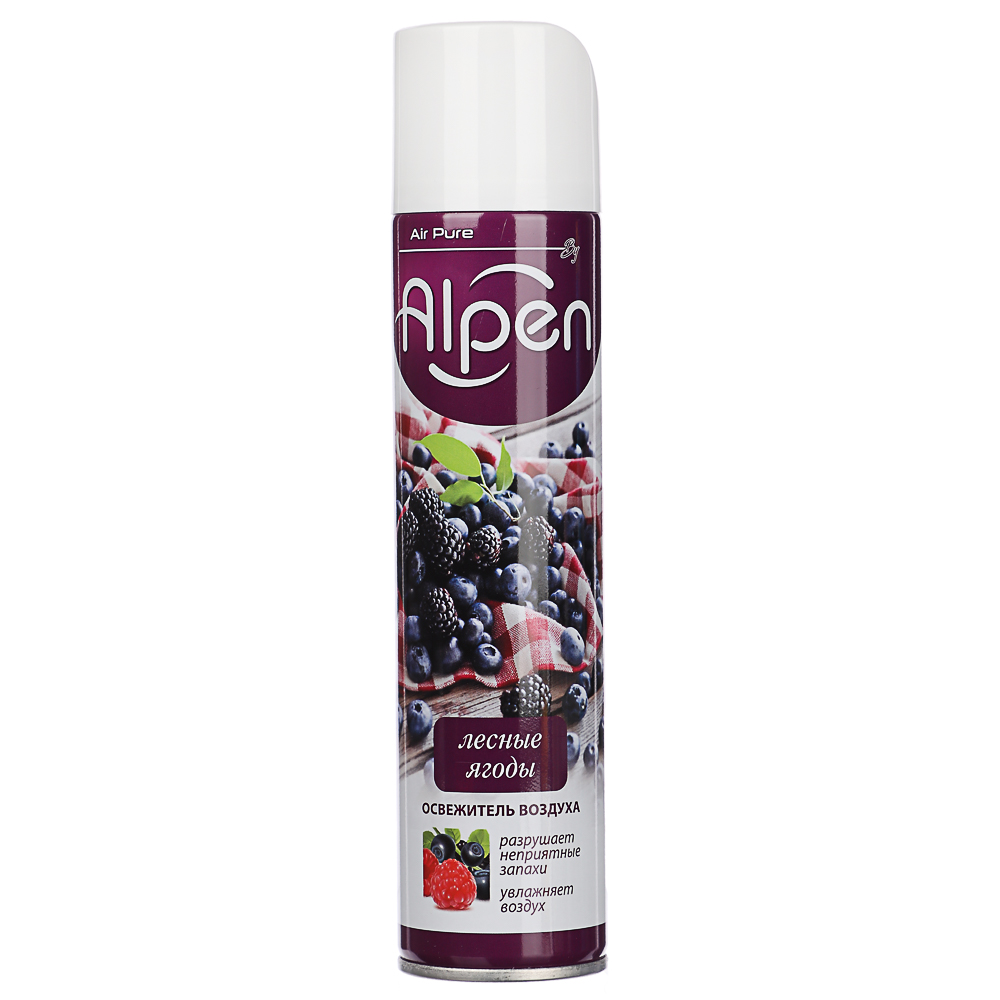 Air Pure
By
Alpen
лесные
ягоды
ОСВЕЖИТЕЛЬ ВОЗДУХА
разрушает
неприятные
запахи
увлажняет
воздух